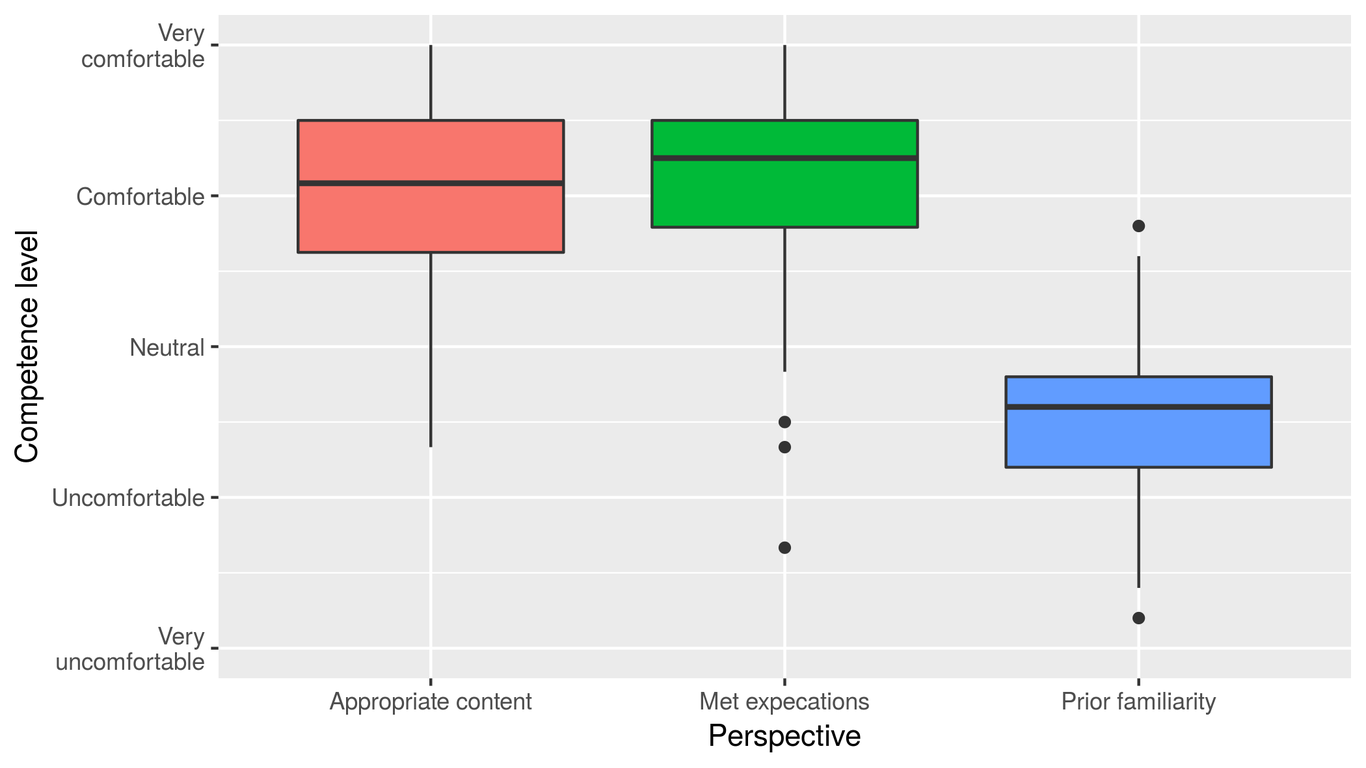 Very
comfortable
Comfortable
Neutral
Uncomfortable
Very
uncomfortable
Competence level
Appropriate content
Met expecations
Prior familiarity
Perspective